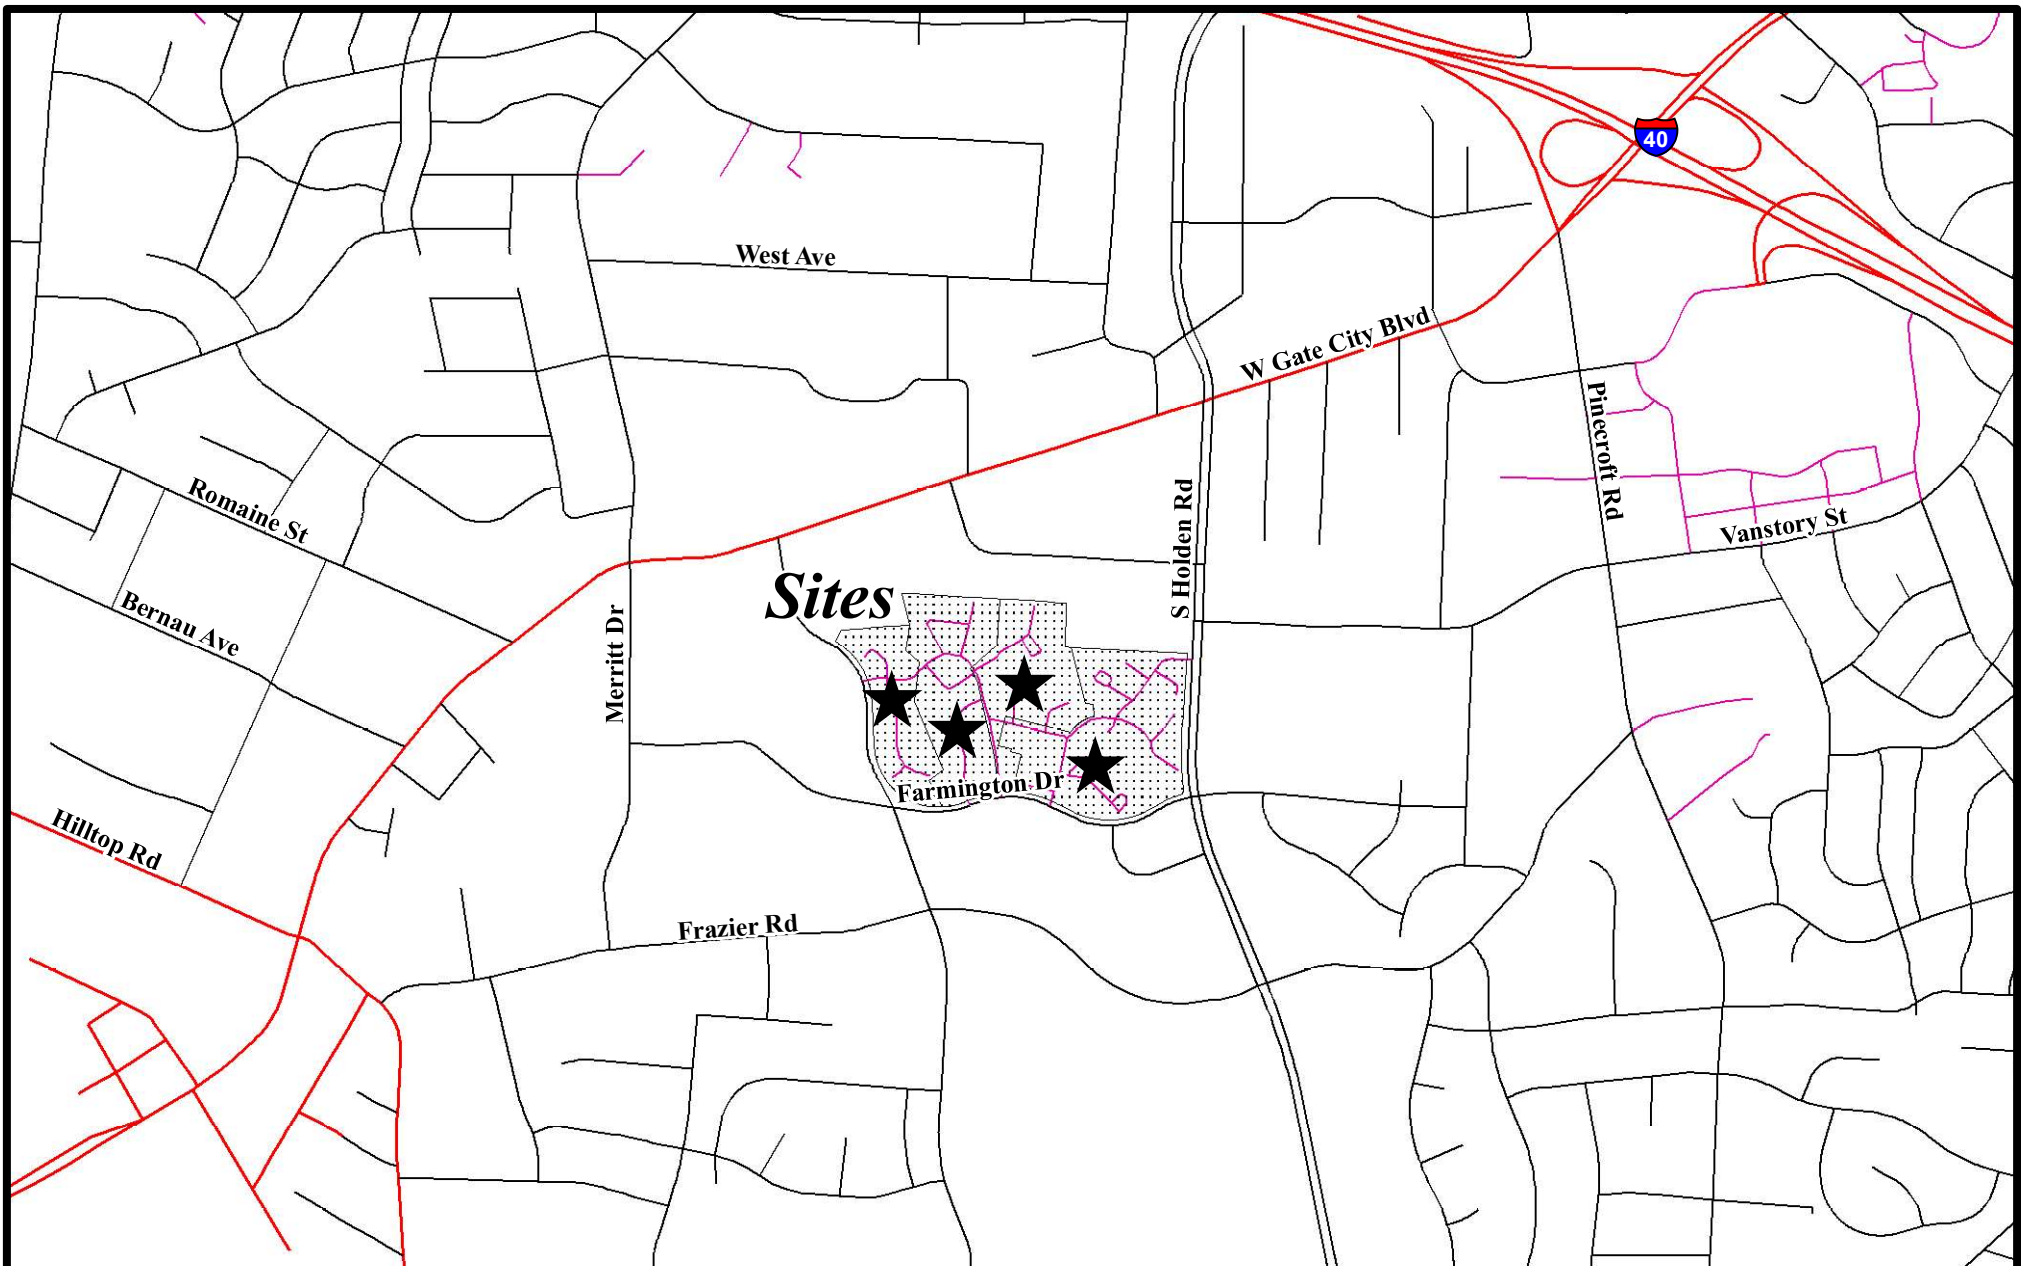 40
West Ave
W Gate City Blvd
Pinecroft Rd
Romaine St
S Holden Rd
Vanstory St
Sites
Bernau Ave
Merritt Dr
Farmington Dr
Hilltop Rd
Frazier Rd